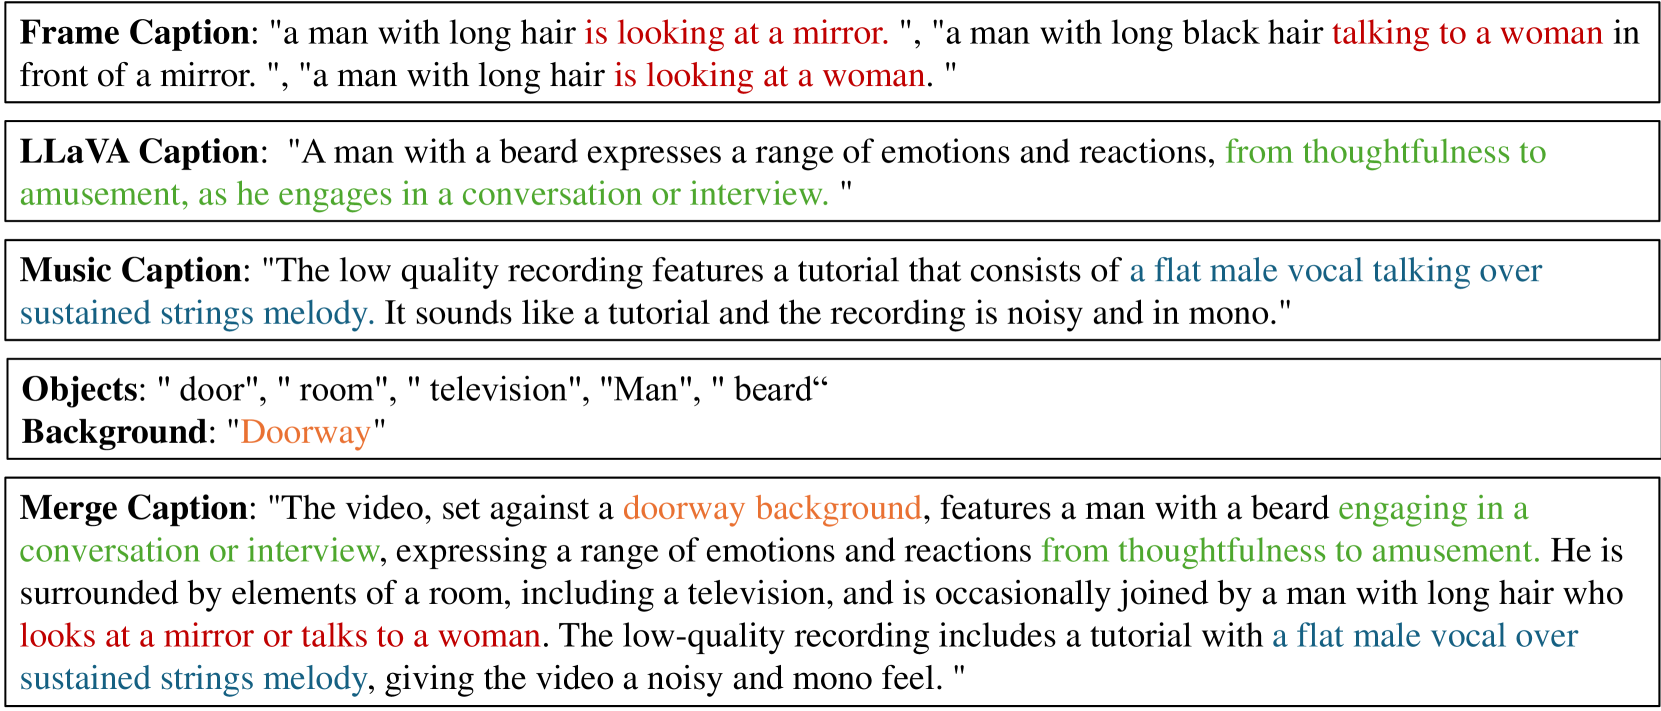 Frame Caption: "a man with long hair is looking at a mirror. ", "a man with long black hair talking to a woman in
front of a mirror. ", "a man with long hair is looking at a woman. "
LLaVA Caption:  "A man with a beard expresses a range of emotions and reactions, from thoughtfulness to
amusement, as he engages in a conversation or interview. "
Music Caption: "The low quality recording features a tutorial that consists of a flat male vocal talking over
sustained strings melody. It sounds like a tutorial and the recording is noisy and in mono."
Objects: " door", " room", " television", "Man", " beard“
Background: "Doorway"
Merge Caption: "The video, set against a doorway background, features a man with a beard engaging in a
conversation or interview, expressing a range of emotions and reactions from thoughtfulness to amusement. He is
surrounded by elements of a room, including a television, and is occasionally joined by a man with long hair who
looks at a mirror or talks to a woman. The low-quality recording includes a tutorial with a flat male vocal over
sustained strings melody, giving the video a noisy and mono feel. "